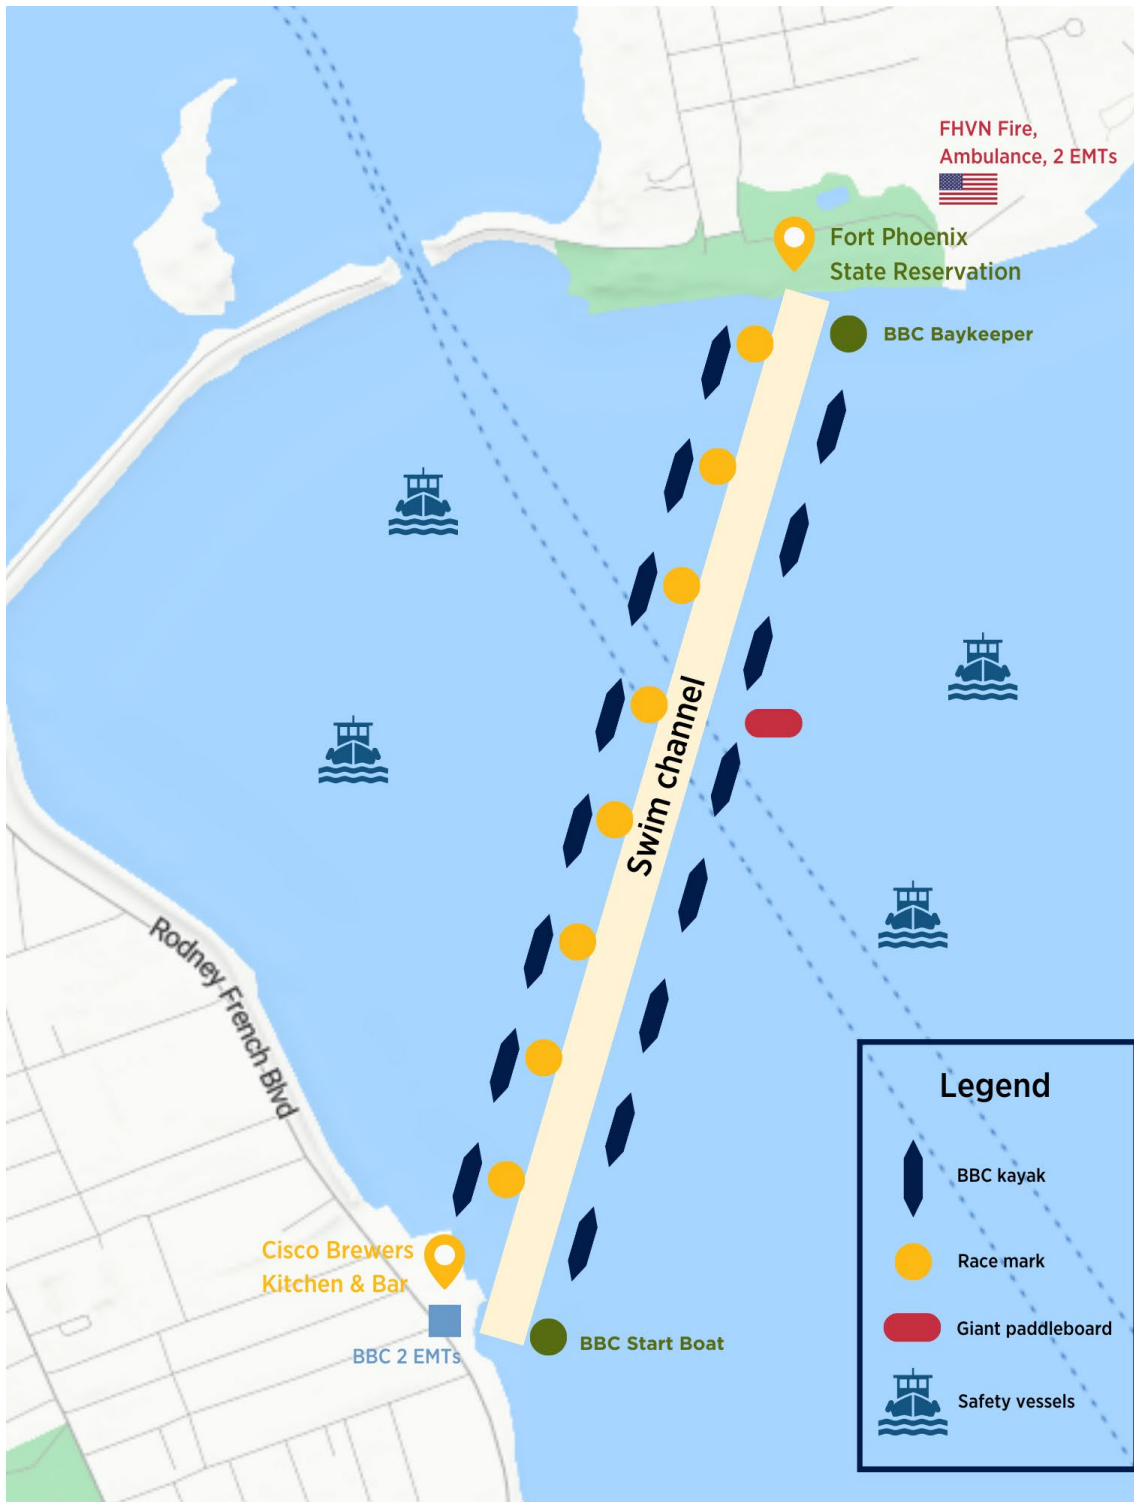 FHVN Fire,
Ambulance, 2 EMTs
Fort Phoenix
State Reservation
BBC Baykeeper
Swim channel
Rodney French Blvd
Cisco Brewers
Kitchen & Bar
BBC 2 EMTs
BBC Start Boat
Legend
BBC kayak
Race mark
Giant paddleboard
Safety vessels